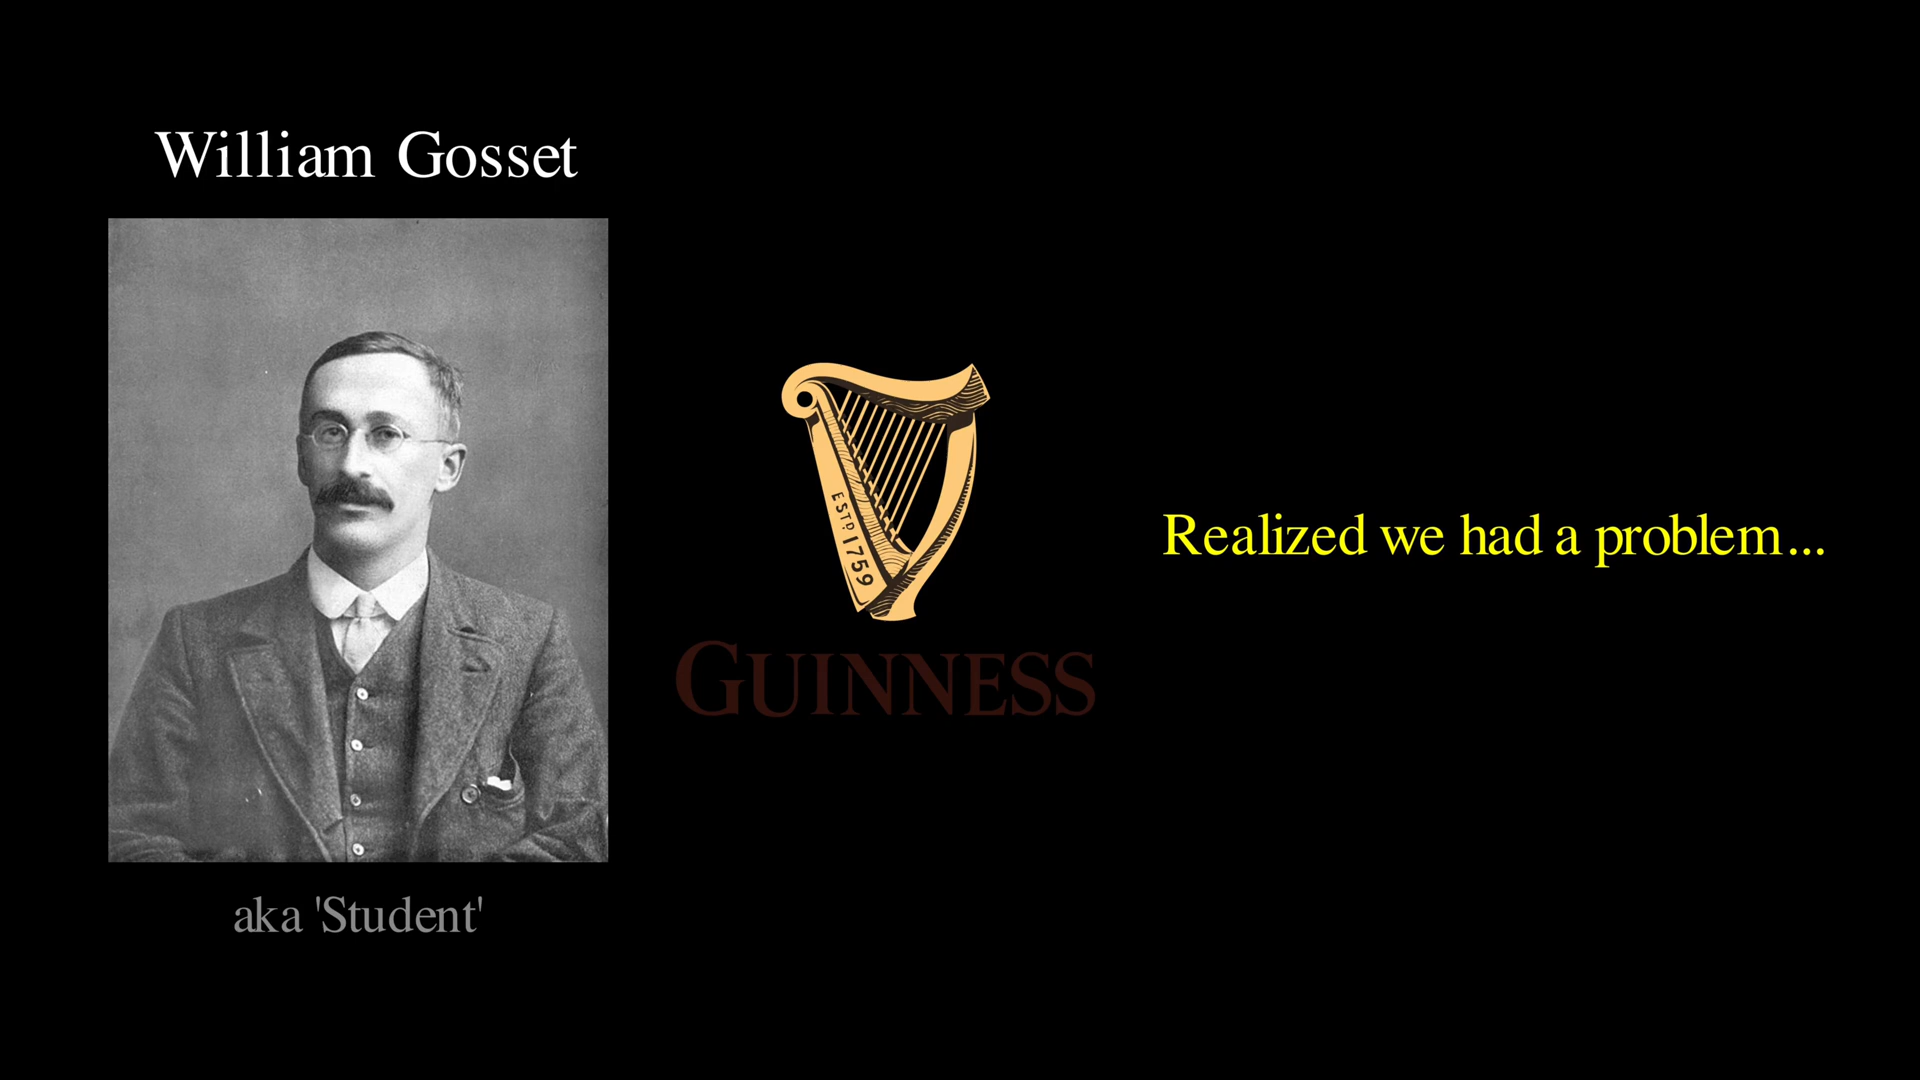 William Gosset
ESTD 1759
GUINNESS
Realized we had a problem...
aka 'Student'